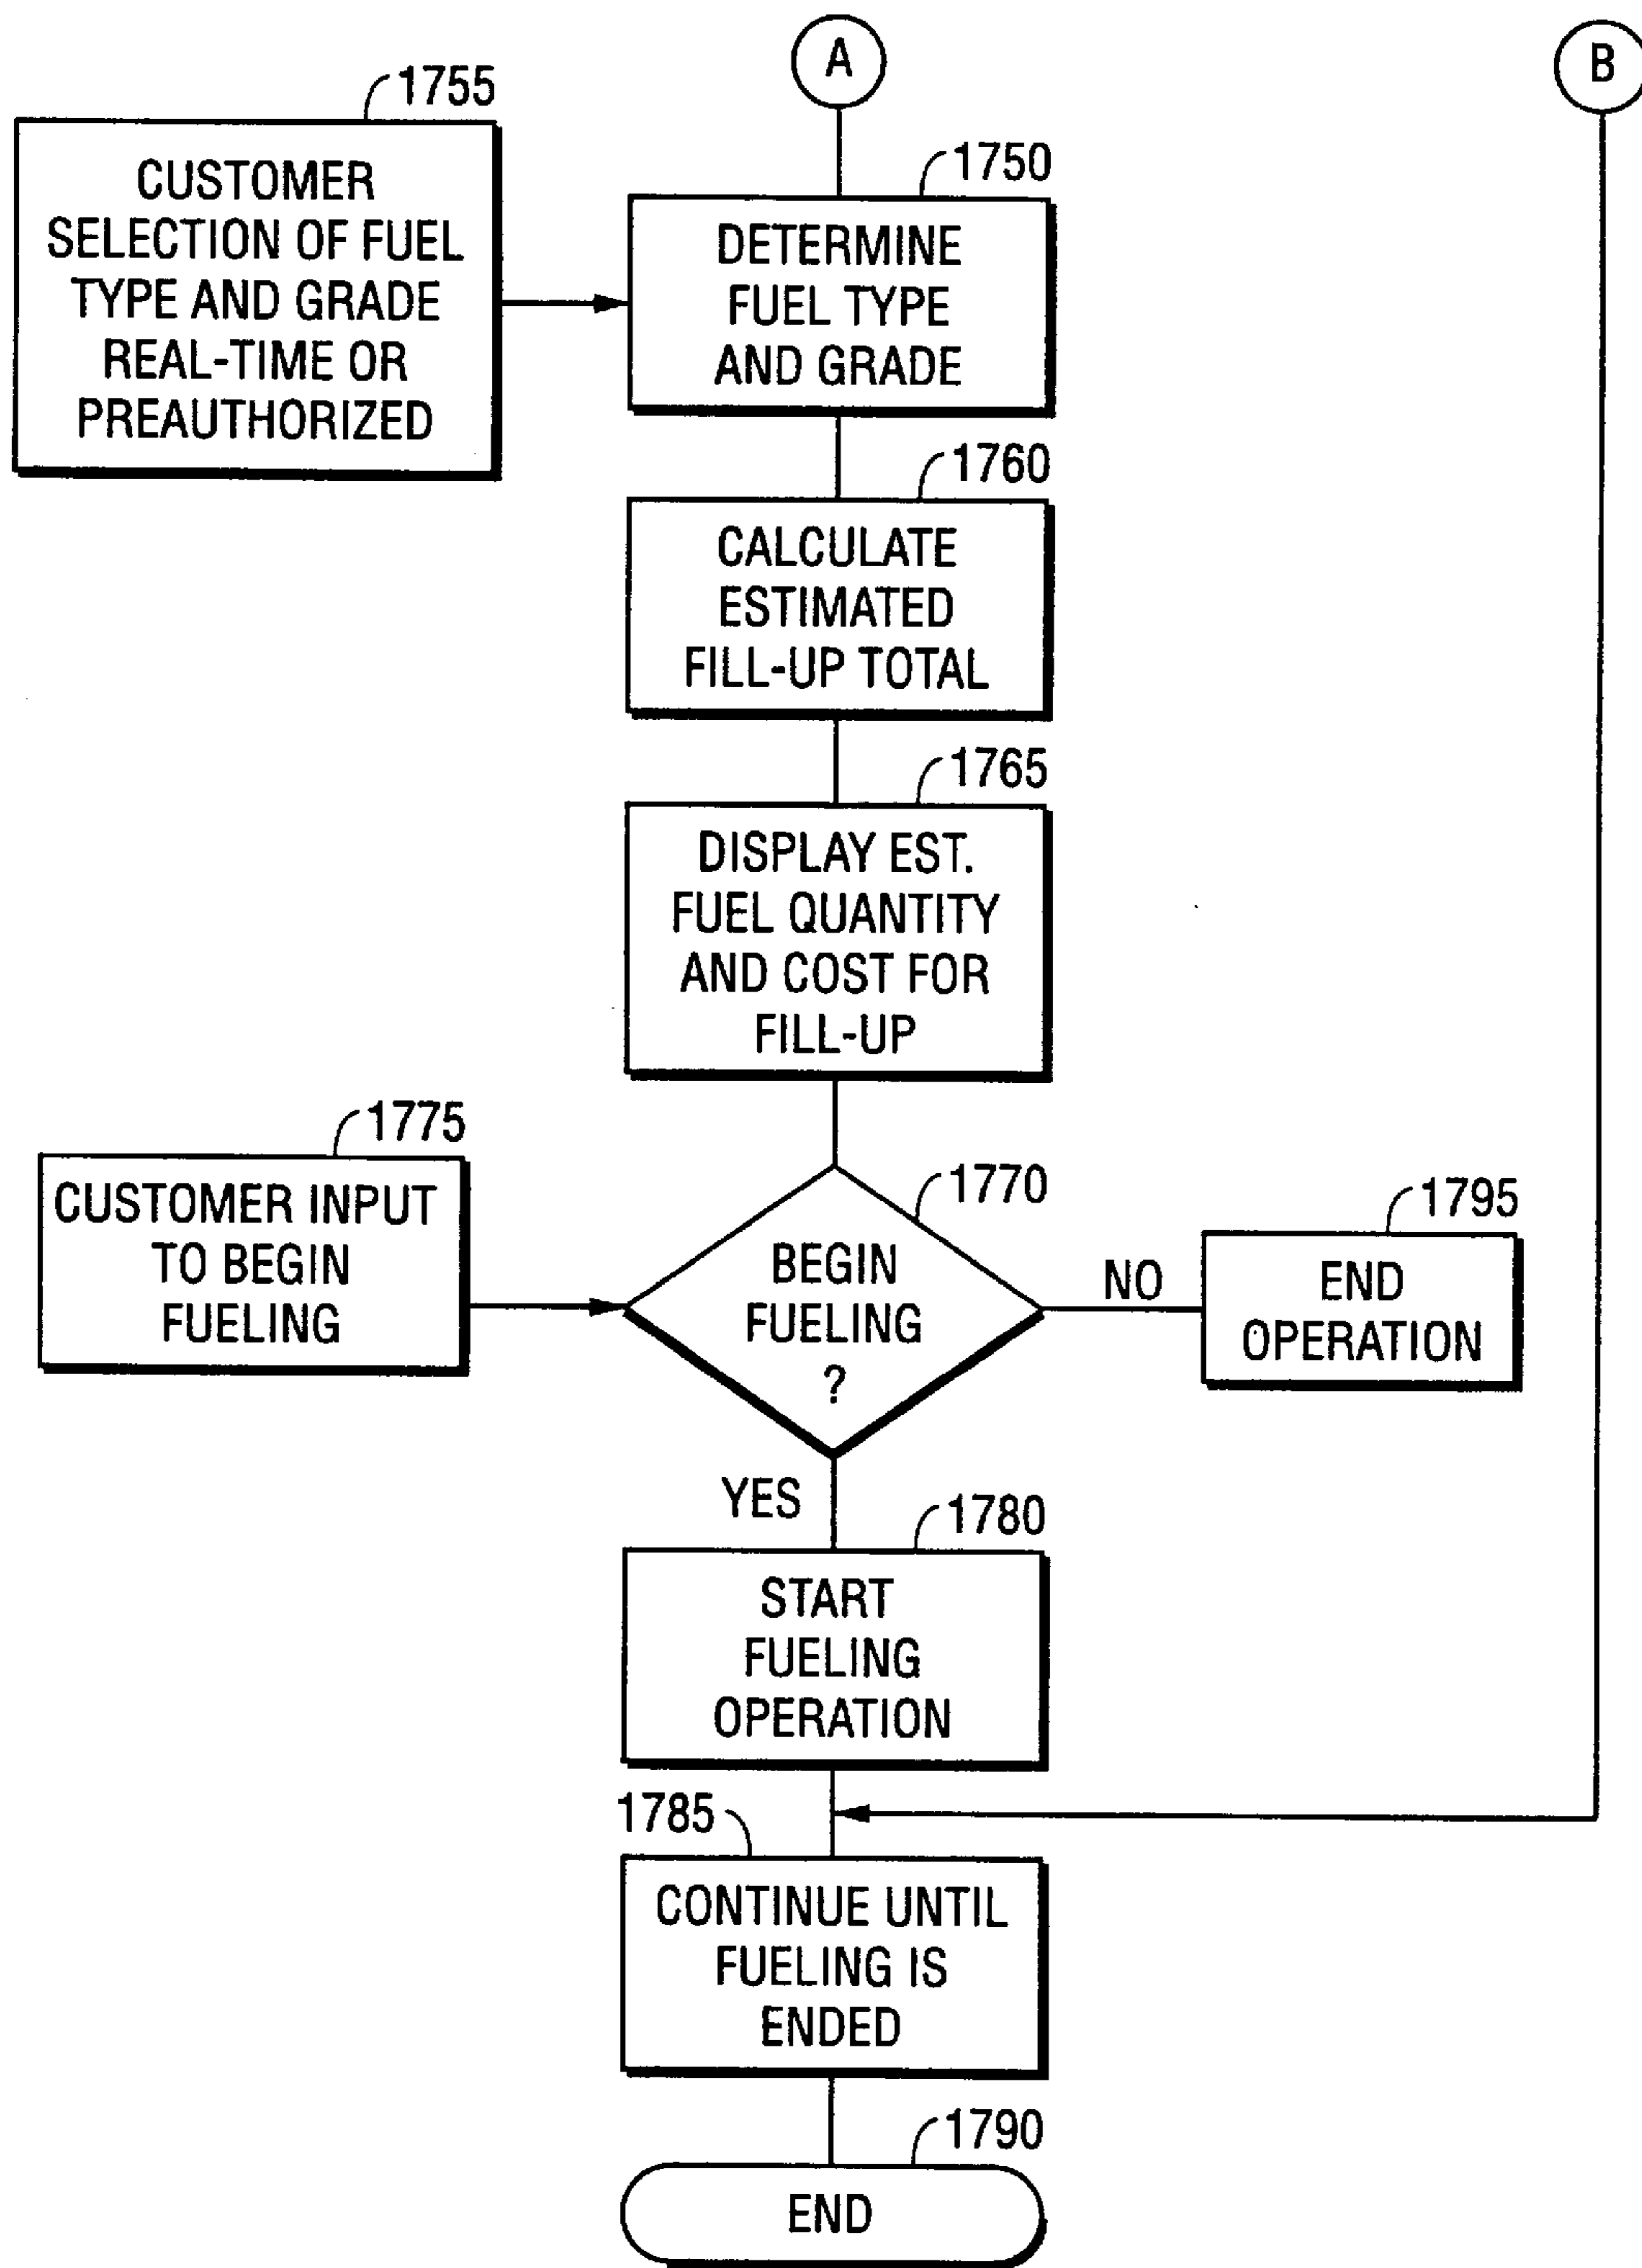 A
B
1755
CUSTOMER
SELECTION OF FUEL
TYPE AND GRADE
REAL-TIME OR
PREAUTHORIZED
1750
DETERMINE
FUEL TYPE
AND GRADE
1760
CALCULATE
ESTIMATED
FILL-UP TOTAL
1765
DISPLAY EST.
FUEL QUANTITY
AND COST FOR
FILL-UP
1775
CUSTOMER INPUT
TO BEGIN
FUELING
1770
BEGIN
FUELING
?
NO
1795
END
OPERATION
YES
1780
START
FUELING
OPERATION
1785
CONTINUE UNTIL
FUELING IS
ENDED
1790
END